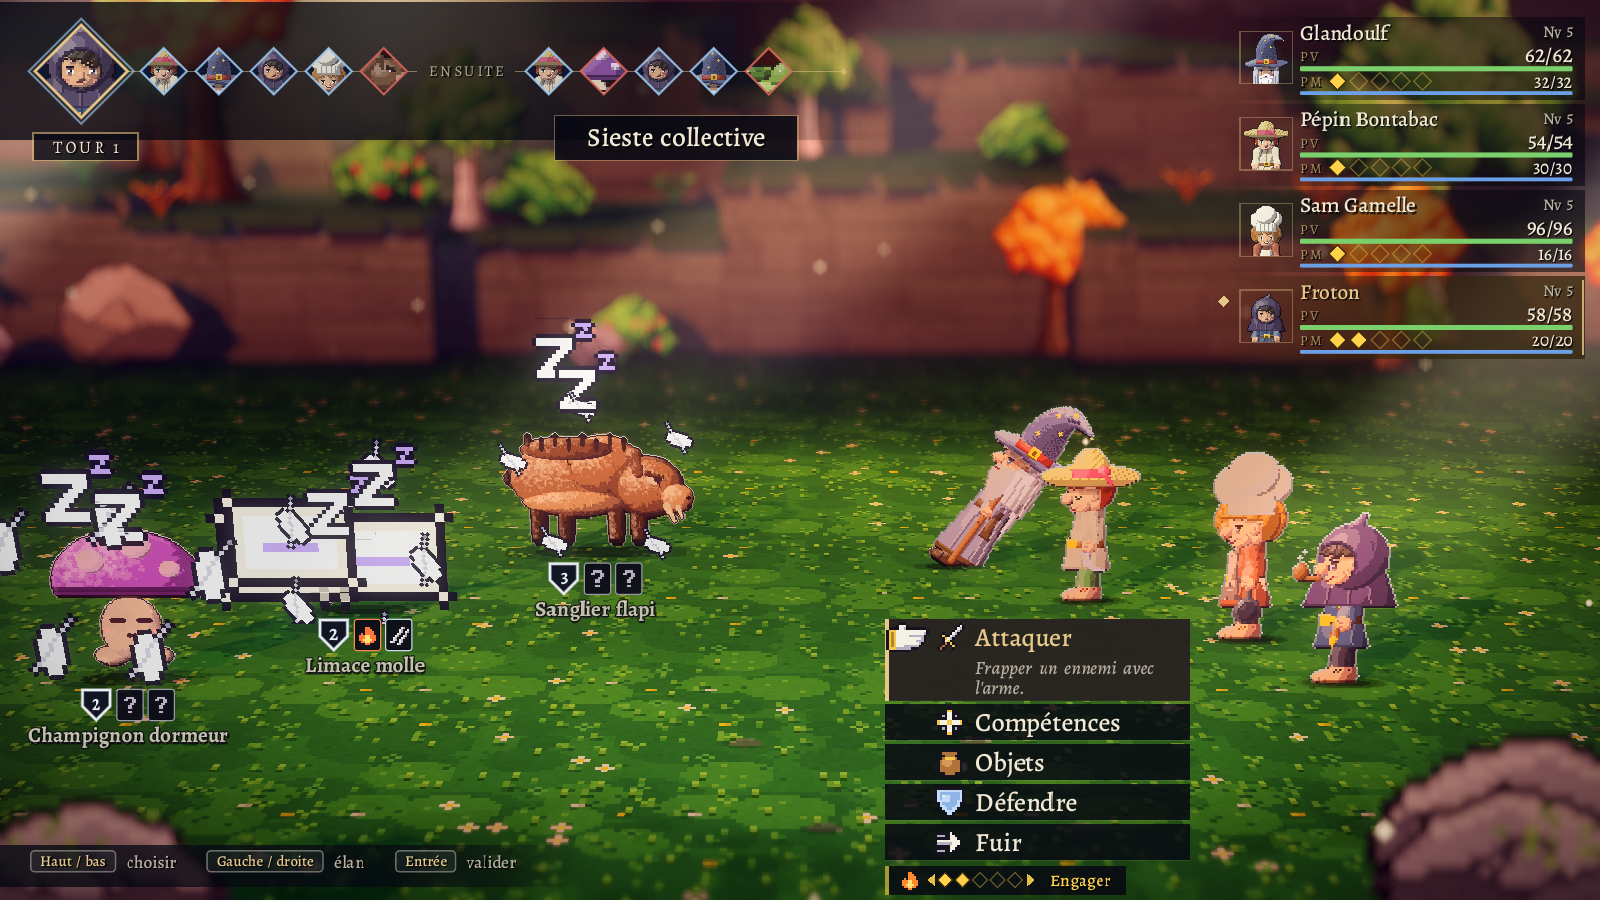 ENSUITE
TOUR 1
Sieste collective
Glandoulf Nv 5
PV 62/62
PM 32/32
Pépin Bontabac Nv 5
PV 54/54
PM 30/30
Sam Gamelle Nv 5
PV 96/96
PM 16/16
Froton Nv 5
PV 58/58
PM 20/20
Z Z Z Z
Z Z Z Z
Z Z Z Z
3 ? ?
Sanglier flapi
2
Limace molle
2 ? ?
Champignon dormeur
Attaquer
Frapper un ennemi avec
l'arme.
Compétences
Objets
Défendre
Fuir
Engager
Haut / bas choisir Gauche / droite élan Entrée valider